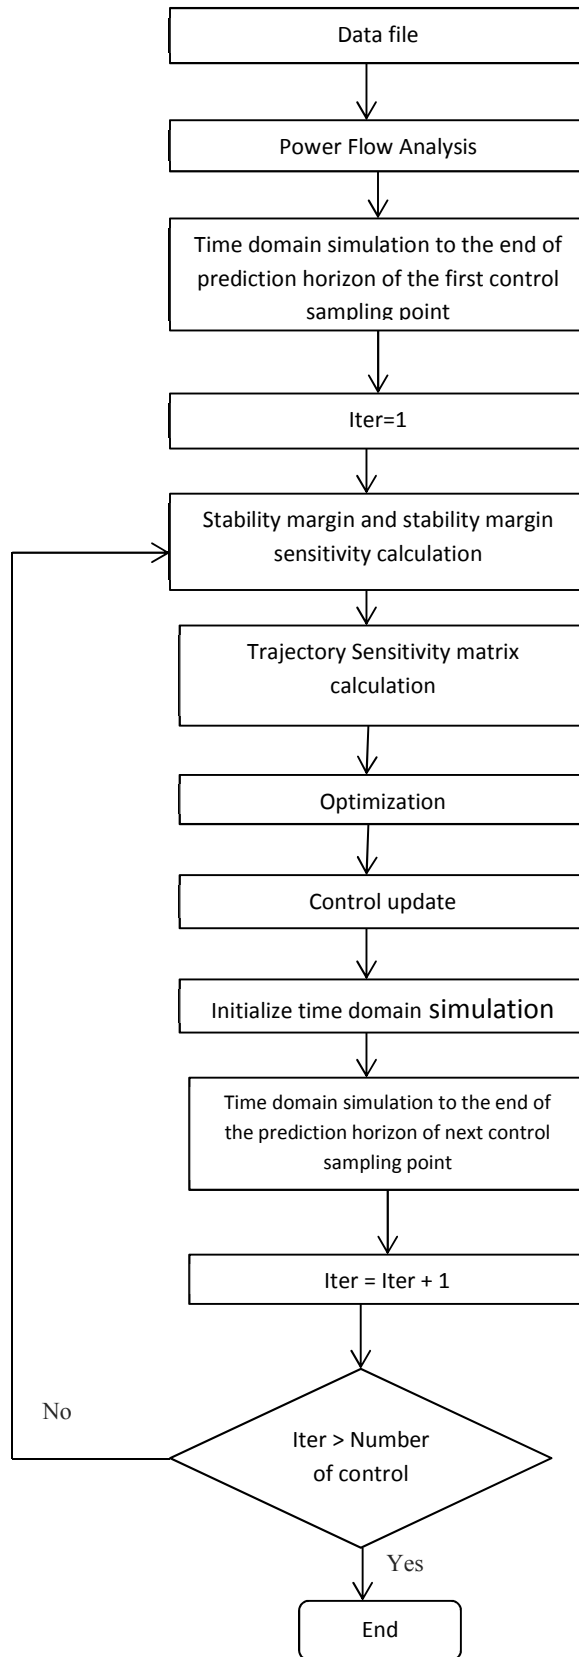 Data file
Power Flow Analysis
Time domain simulation to the end of
prediction horizon of the first control
sampling point
Iter=1
Stability margin and stability margin
sensitivity calculation
Trajectory Sensitivity matrix
calculation
Optimization
Control update
Initialize time domain simulation
Time domain simulation to the end of
the prediction horizon of next control
sampling point
Iter = Iter + 1
No
Iter > Number
of control
Yes
End